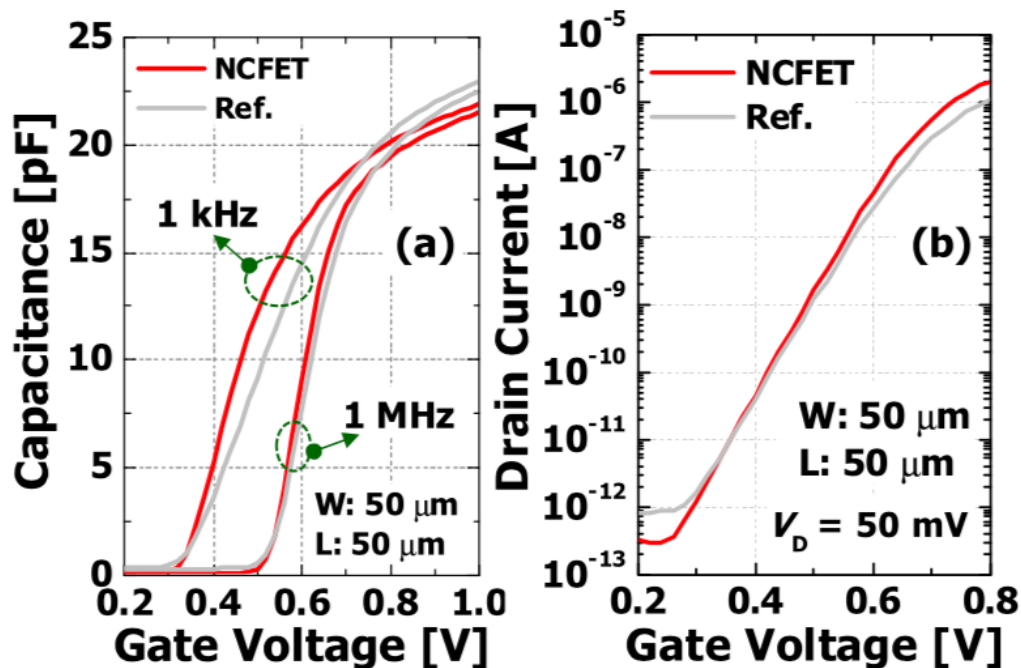 25
20
15
10
5
0
Capacitance [pF]
NCFET
Ref.
1 kHz
(a)
1 MHz
W: 50 μm
L: 50 μm
0.2 0.4 0.6 0.8 1.0
Gate Voltage [V]
10⁻⁵
10⁻⁶
10⁻⁷
10⁻⁸
10⁻⁹
10⁻¹⁰
10⁻¹¹
10⁻¹²
10⁻¹³
Drain Current [A]
NCFET
Ref.
(b)
W: 50 μm
L: 50 μm
V_D = 50 mV
0.2 0.4 0.6 0.8
Gate Voltage [V]